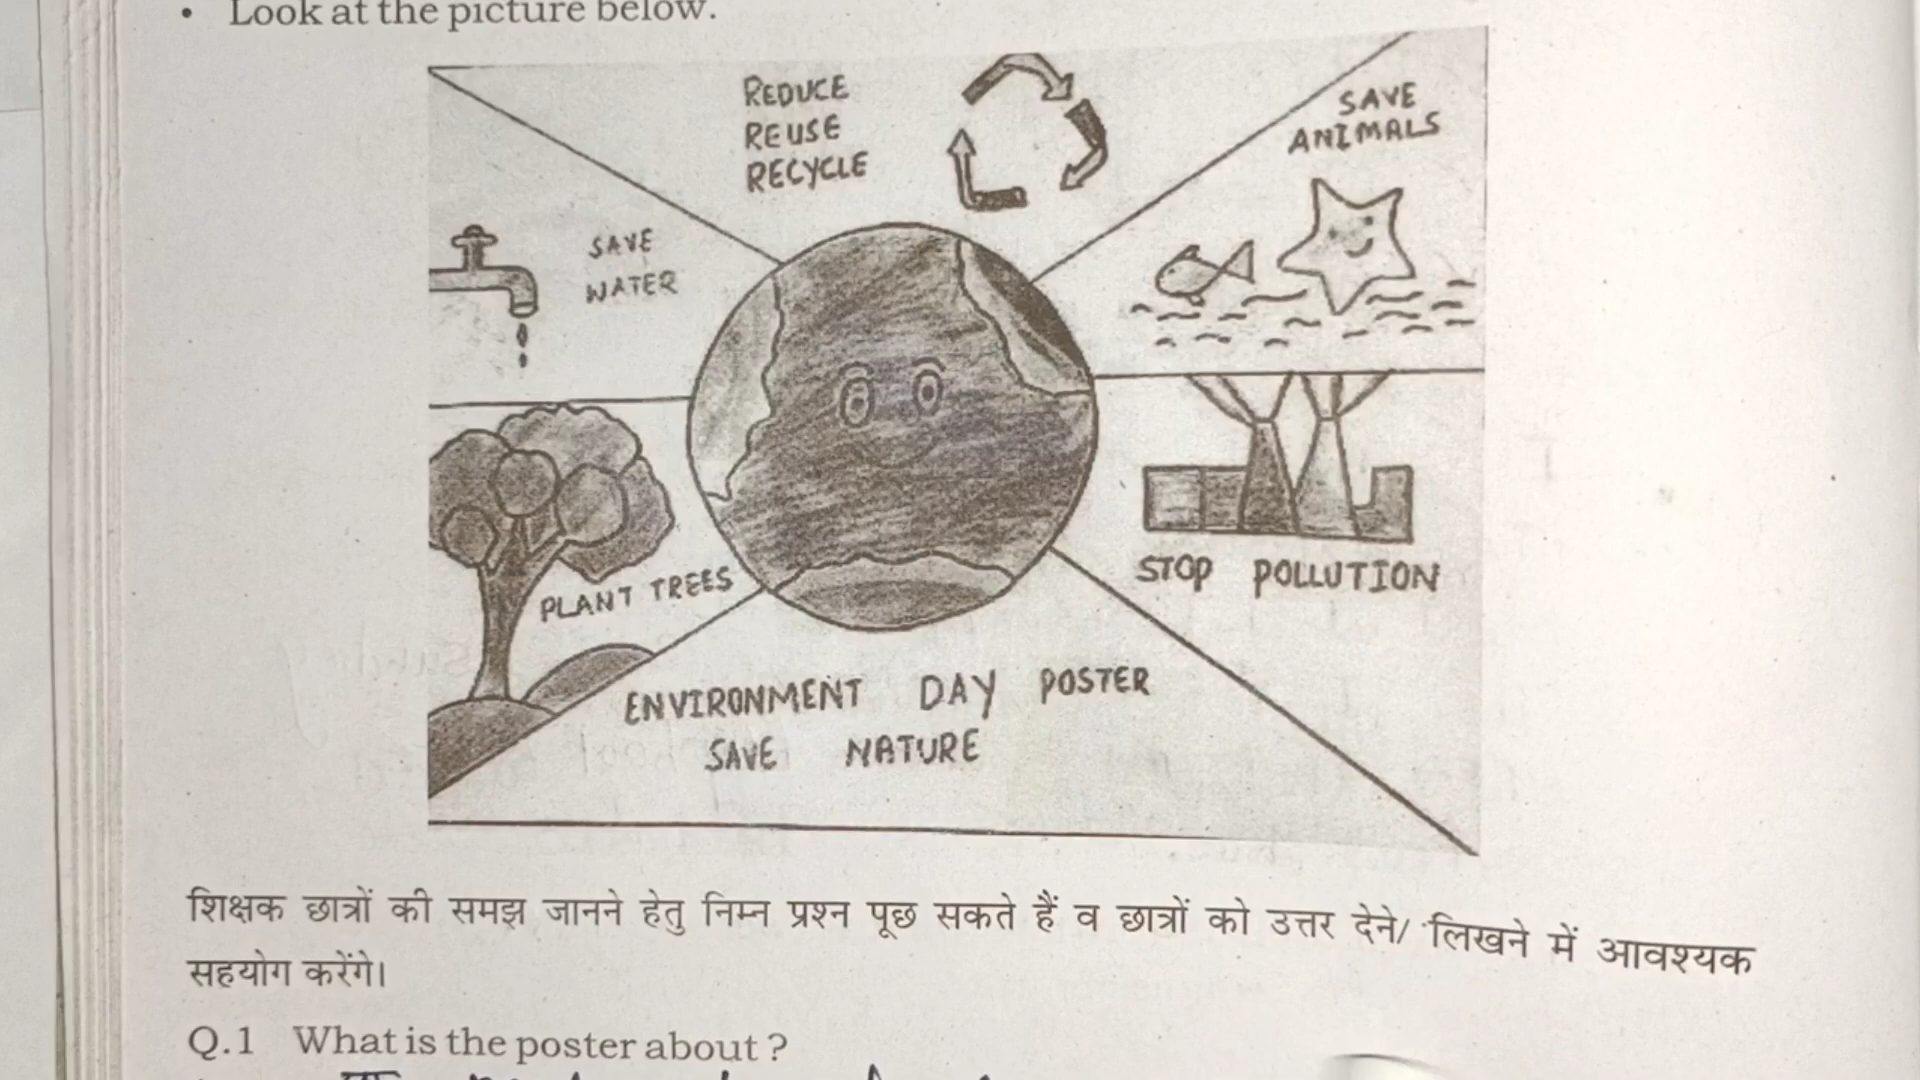 • Look at the picture below.
REDUCE
REUSE
RECYCLE
SAVE
ANIMALS
SAVE
WATER
PLANT TREES
STOP POLLUTION
ENVIRONMENT DAY POSTER
SAVE NATURE
शिक्षक छात्रों की समझ जानने हेतु निम्न प्रश्न पूछ सकते हैं व छात्रों को उत्तर देने/ लिखने में आवश्यक
सहयोग करेंगे।
Q.1 What is the poster about ?